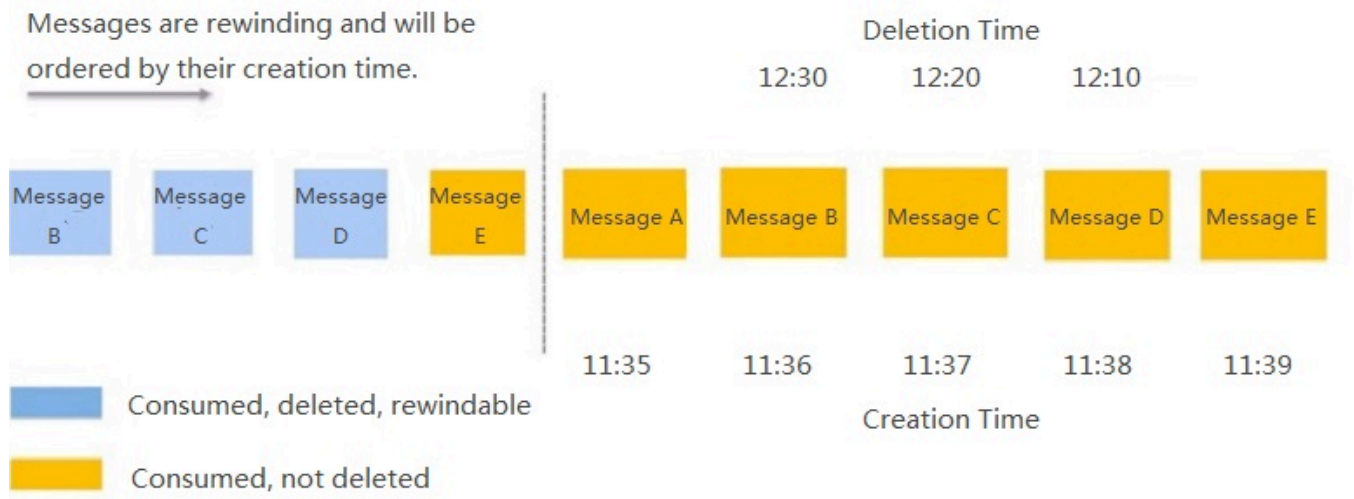 Messages are rewinding and will be
ordered by their creation time.
Deletion Time
12:30 12:20 12:10
Message B
Message C
Message D
Message E
Message A
Message B
Message C
Message D
Message E
11:35 11:36 11:37 11:38 11:39
Creation Time
Consumed, deleted, rewindable
Consumed, not deleted